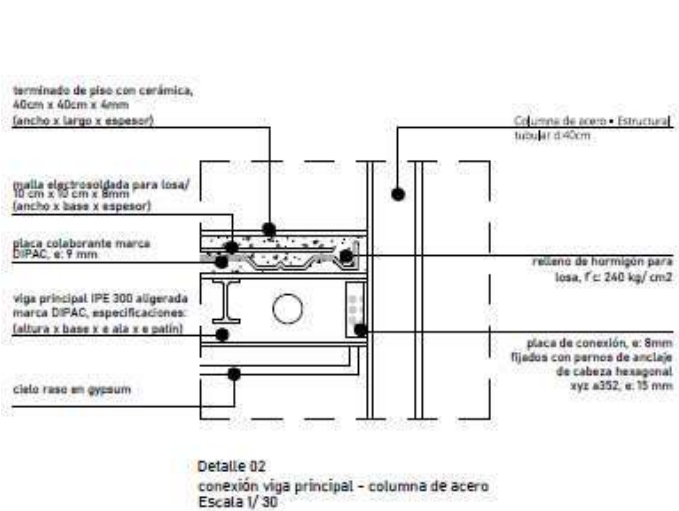 terminado de piso con cerámica,
40cm x 40cm x 4mm
(ancho x largo x espesor)
Columna de acero • Estructural
tubular d:40cm
malla electrosoldada para losa/
10 cm x 10 cm x 8mm
(ancho x base x espesor)
placa colaborante marca
DIPAC, e: 9 mm
relleno de hormigón para
losa, f'c: 240 kg/ cm2
viga principal IPE 300 aligerada
marca DIPAC, especificaciones:
(altura x base x e ala x e patín)
placa de conexión, e: 8mm
fijados con pernos de anclaje
de cabeza hexagonal
xyz a352, e: 15 mm
cielo raso en gypsum
Detalle 02
conexión viga principal - columna de acero
Escala 1/ 30